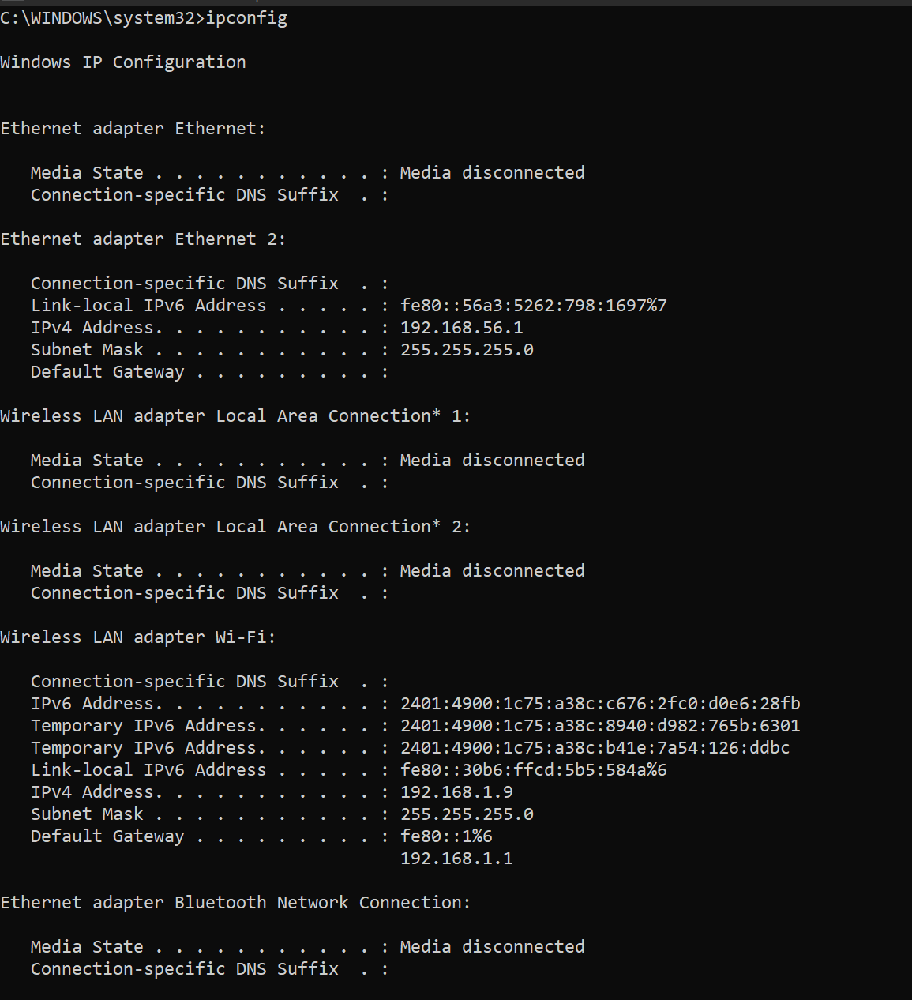 C:\WINDOWS\system32>ipconfig
Windows IP Configuration
Ethernet adapter Ethernet:
   Media State . . . . . . . . . . . : Media disconnected
   Connection-specific DNS Suffix  . :
Ethernet adapter Ethernet 2:
   Connection-specific DNS Suffix  . :
   Link-local IPv6 Address . . . . . : fe80::56a3:5262:798:1697%7
   IPv4 Address. . . . . . . . . . . : 192.168.56.1
   Subnet Mask . . . . . . . . . . . : 255.255.255.0
   Default Gateway . . . . . . . . . :
Wireless LAN adapter Local Area Connection* 1:
   Media State . . . . . . . . . . . : Media disconnected
   Connection-specific DNS Suffix  . :
Wireless LAN adapter Local Area Connection* 2:
   Media State . . . . . . . . . . . : Media disconnected
   Connection-specific DNS Suffix  . :
Wireless LAN adapter Wi-Fi:
   Connection-specific DNS Suffix  . :
   IPv6 Address. . . . . . . . . . . : 2401:4900:1c75:a38c:c676:2fc0:d0e6:28fb
   Temporary IPv6 Address. . . . . . : 2401:4900:1c75:a38c:8940:d982:765b:6301
   Temporary IPv6 Address. . . . . . : 2401:4900:1c75:a38c:b41e:7a54:126:ddbc
   Link-local IPv6 Address . . . . . : fe80::30b6:ffcd:5b5:584a%6
   IPv4 Address. . . . . . . . . . . : 192.168.1.9
   Subnet Mask . . . . . . . . . . . : 255.255.255.0
   Default Gateway . . . . . . . . . : fe80::1%6
                                       192.168.1.1
Ethernet adapter Bluetooth Network Connection:
   Media State . . . . . . . . . . . : Media disconnected
   Connection-specific DNS Suffix  . :